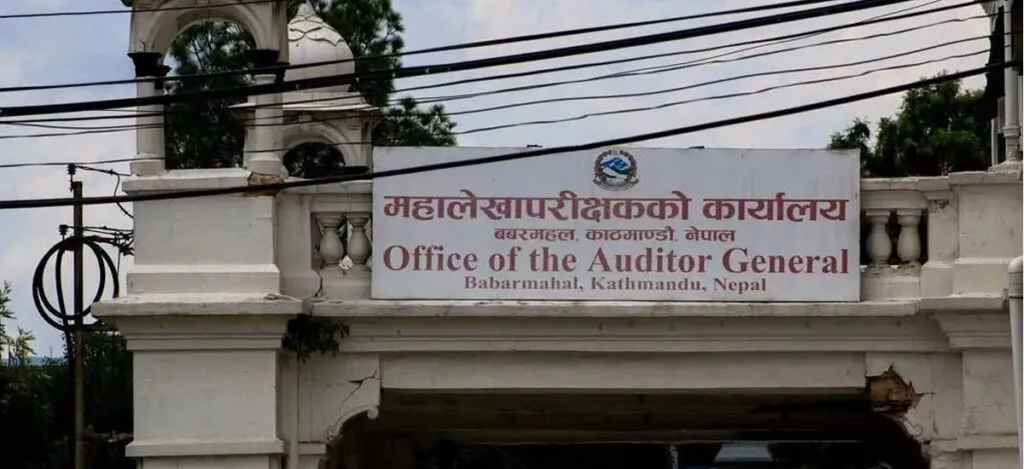 महालेखापरीक्षकको कार्यालय
बबरमहल, काठमाण्डौ, नेपाल
Office of the Auditor General
Babarmahal, Kathmandu, Nepal